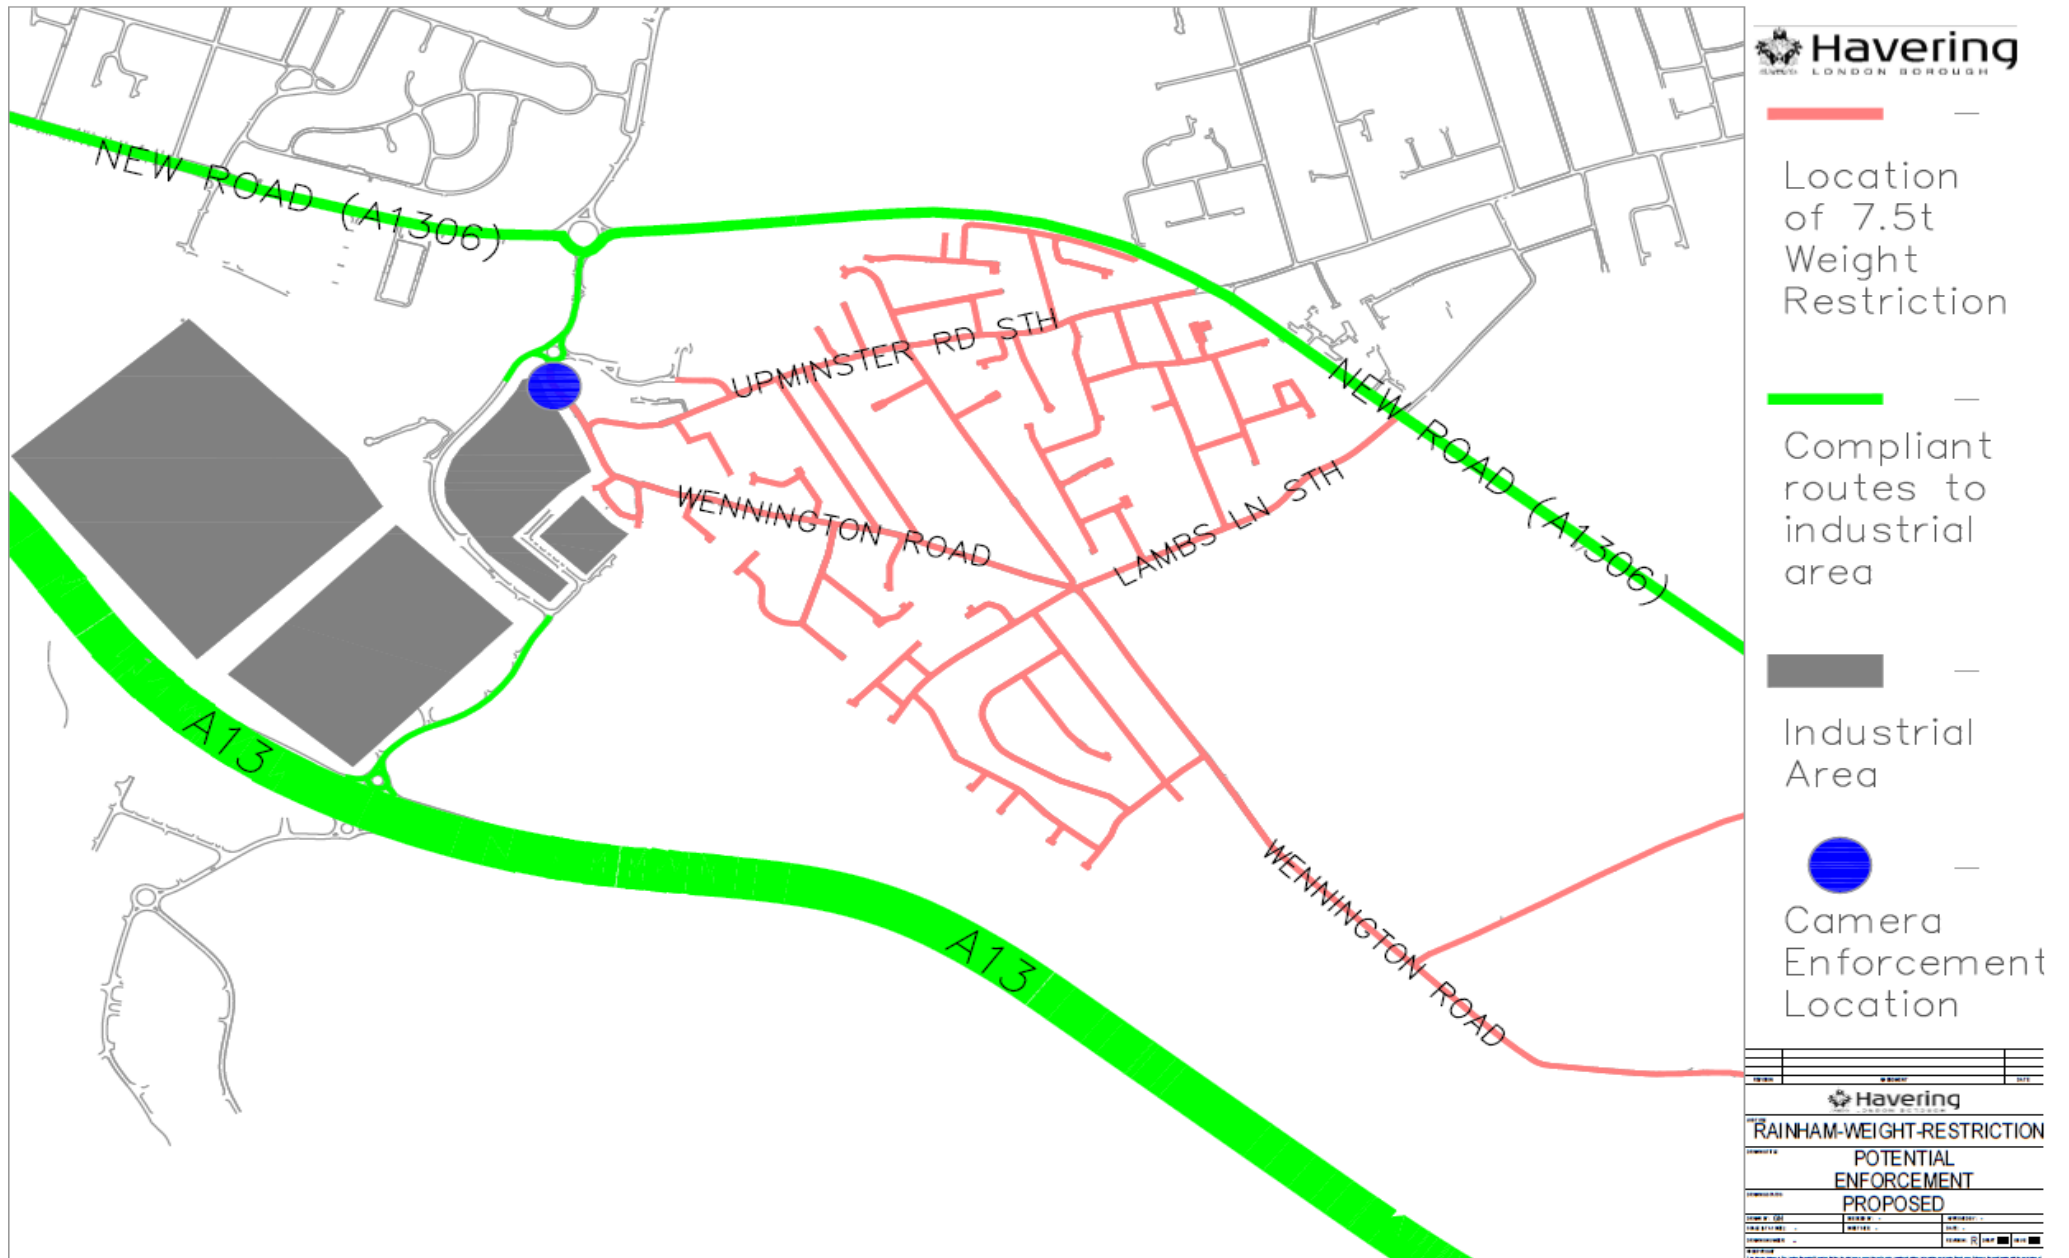 NEW ROAD (A1306)
UPMINSTER RD STH
WENNINGTON ROAD
LAMBS LN STH
NEW ROAD (A1306)
A13
A13
WENNINGTON ROAD
Havering
LONDON BOROUGH
Location
of 7.5t
Weight
Restriction
Compliant
routes to
industrial
area
Industrial
Area
Camera
Enforcement
Location
Havering
LONDON BOROUGH
RAINHAM-WEIGHT-RESTRICTION
POTENTIAL
ENFORCEMENT
PROPOSED